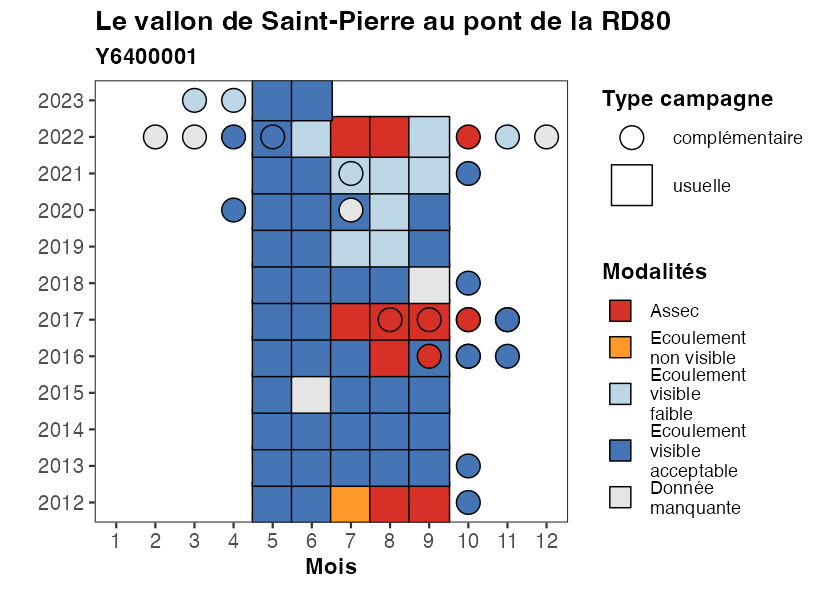 Le vallon de Saint-Pierre au pont de la RD80
Y6400001
2023
2022
2021
2020
2019
2018
2017
2016
2015
2014
2013
2012
1 2 3 4 5 6 7 8 9 10 11 12
Mois
Type campagne
complémentaire
usuelle
Modalités
Assec
Ecoulement
non visible
Ecoulement
visible
faible
Ecoulement
visible
acceptable
Donnée
manquante